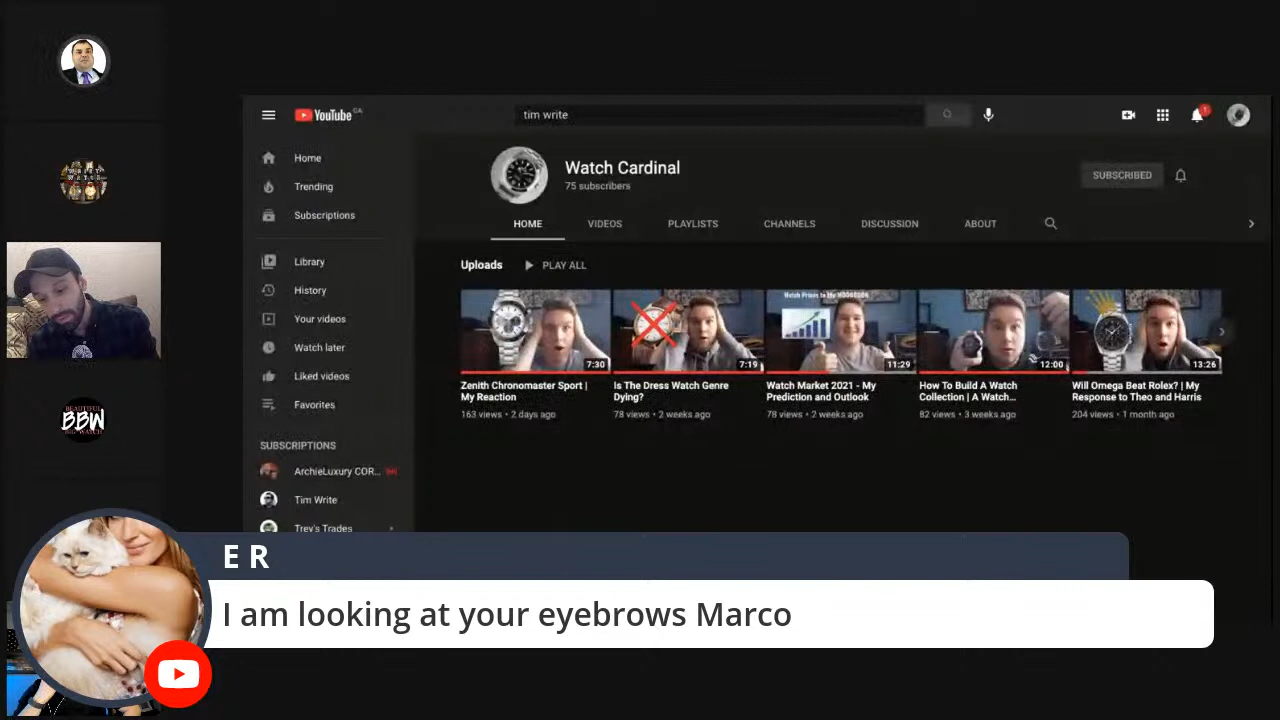 YouTube CA
tim write
1
Home
Trending
Subscriptions
Library
History
Your videos
Watch later
Liked videos
Favorites
SUBSCRIPTIONS
ArchieLuxury COR...
Tim Write
Trev's Trades
Watch Cardinal
75 subscribers
SUBSCRIBED
HOME VIDEOS PLAYLISTS CHANNELS DISCUSSION ABOUT
Uploads PLAY ALL
7:30
Zenith Chronomaster Sport |
My Reaction
163 views • 2 days ago
7:19
Is The Dress Watch Genre
Dying?
78 views • 2 weeks ago
11:29
Watch Market 2021 - My
Prediction and Outlook
78 views • 2 weeks ago
12:00
How To Build A Watch
Collection | A Watch...
82 views • 3 weeks ago
13:26
Will Omega Beat Rolex? | My
Response to Theo and Harris
204 views • 1 month ago
BEAUTIFUL
BBW
E R
I am looking at your eyebrows Marco